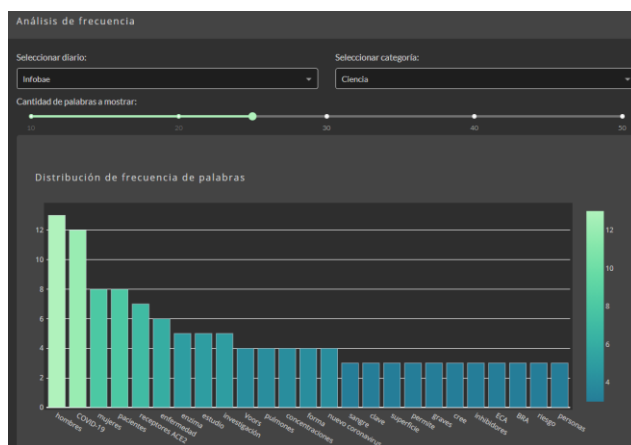 Análisis de frecuencia
Seleccionar diario:
Seleccionar categoría:
Infobae
Ciencia
Cantidad de palabras a mostrar:
10 20 30 40 50
Distribución de frecuencia de palabras
12
10
8
6
4
2
0
12
10
8
6
4
hombres
COVID-19
mujeres
pacientes
receptores ACE2
enfermedad
enzima
estudio
investigación
Voors
pulmones
concentraciones
forma
nuevo coronavirus
sangre
clave
superficie
permite
graves
cree
inhibidores
ECA
BRA
riesgo
personas